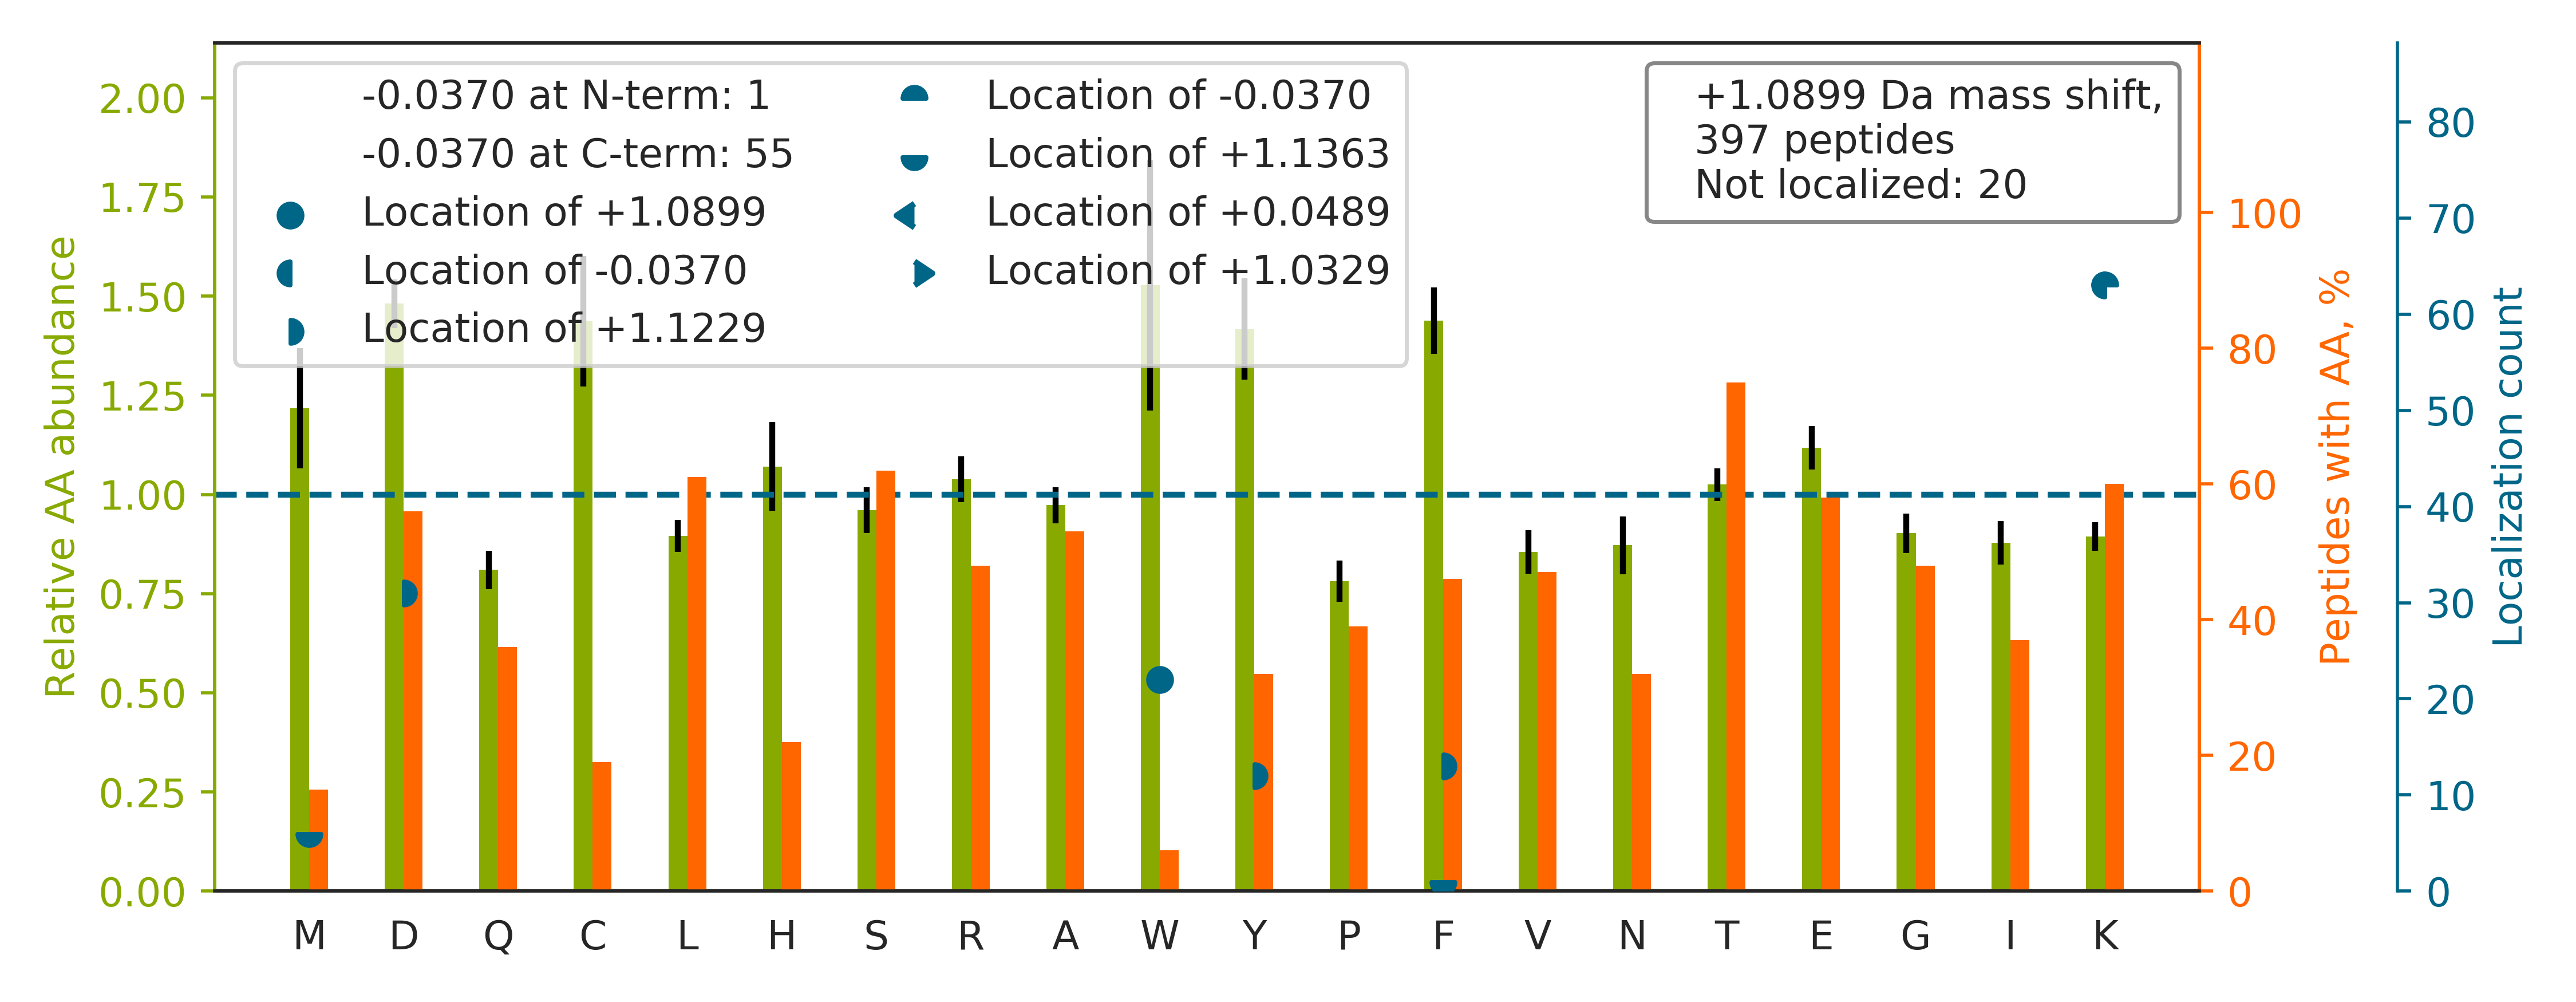 2.00
1.75
1.50
1.25
1.00
0.75
0.50
0.25
0.00
Relative AA abundance
-0.0370 at N-term: 1
-0.0370 at C-term: 55
Location of +1.0899
Location of -0.0370
Location of +1.1229
Location of -0.0370
Location of +1.1363
Location of +0.0489
Location of +1.0329
+1.0899 Da mass shift,
397 peptides
Not localized: 20
100
80
60
40
20
0
Peptides with AA, %
80
70
60
50
40
30
20
10
0
Localization count
M D Q C L H S R A W Y P F V N T E G I K